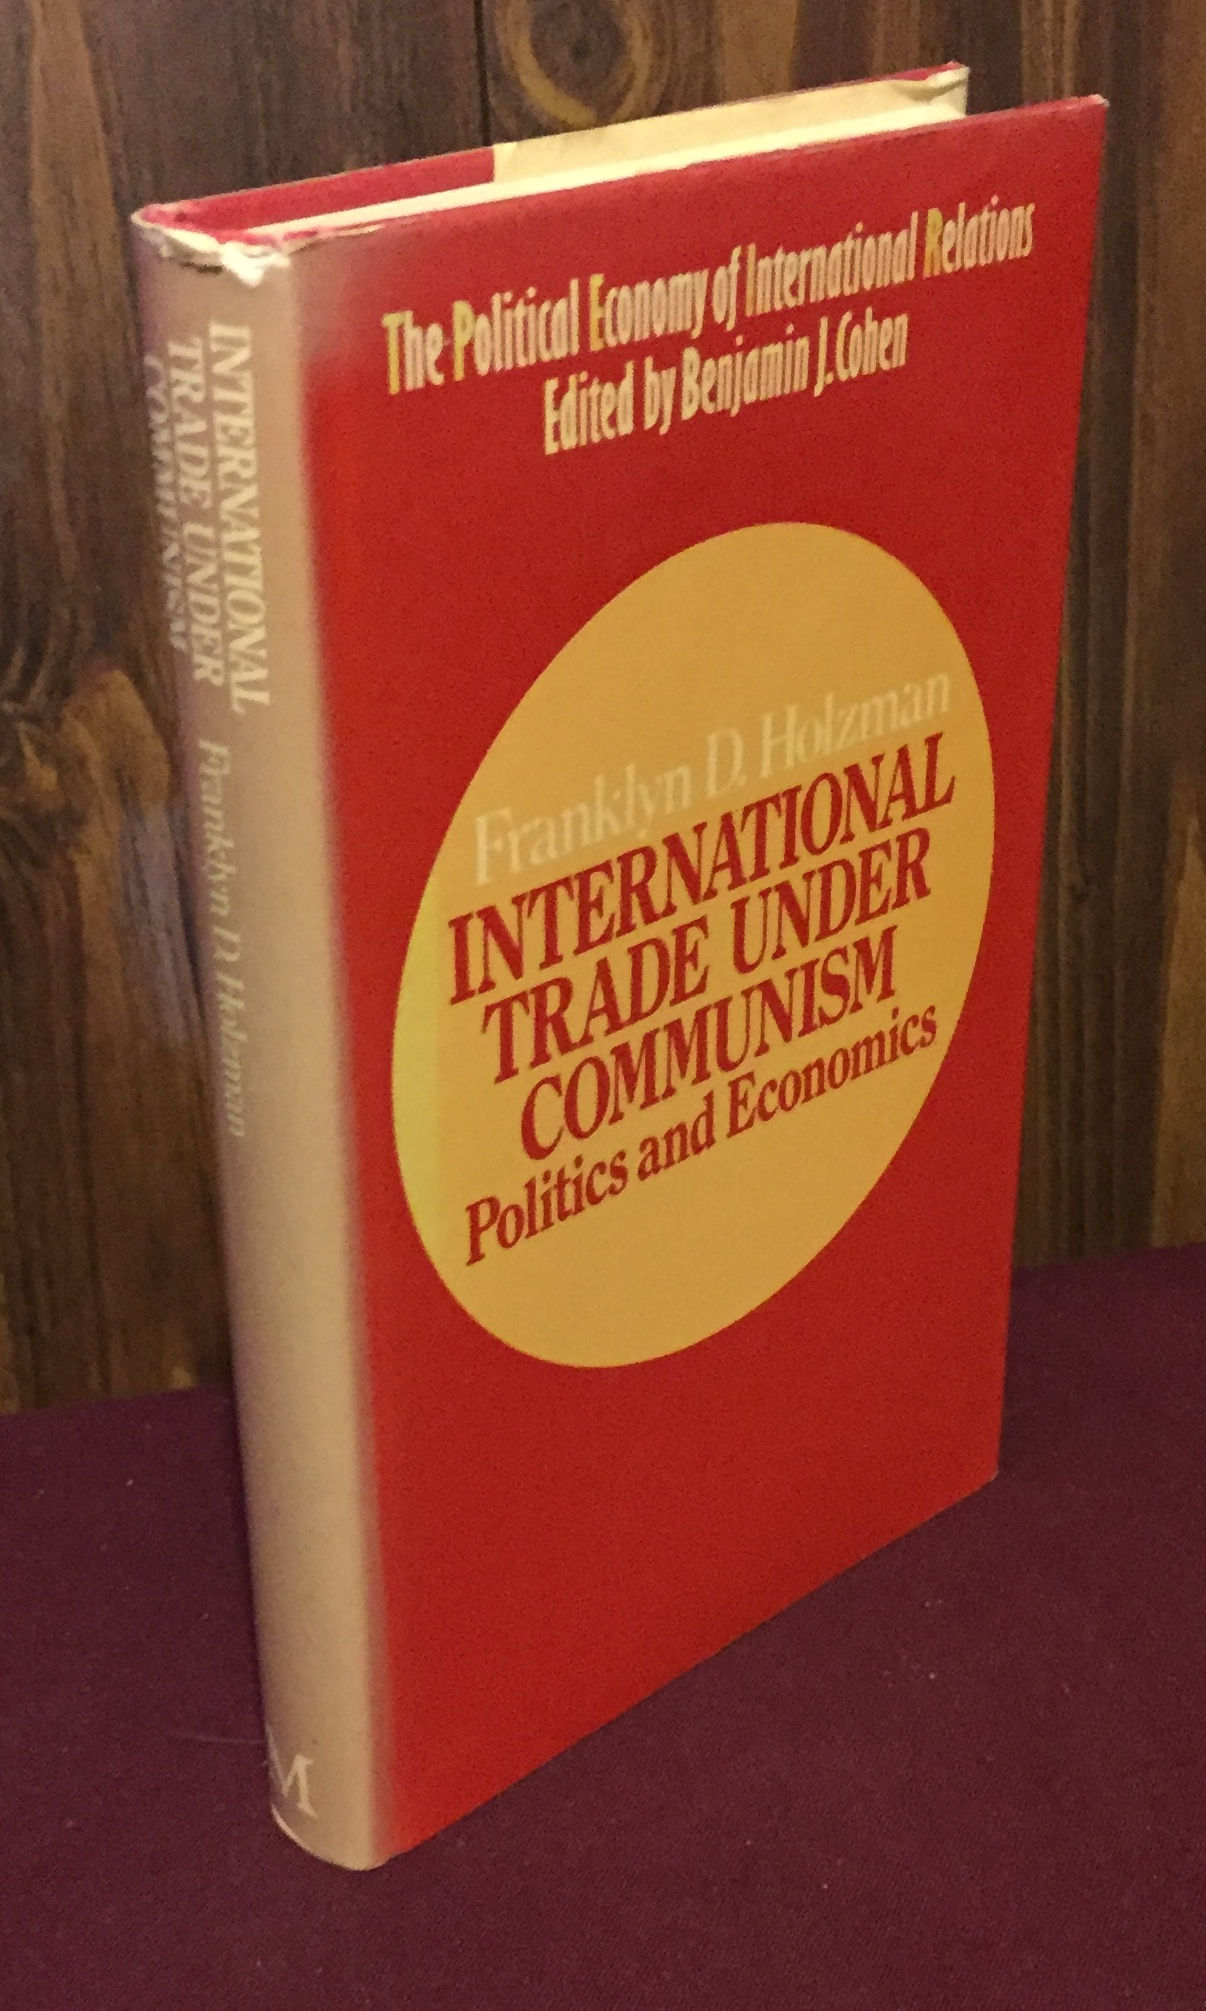 The Political Economy of International Relations
Edited by Benjamin J. Cohen
Franklyn D. Holzman
INTERNATIONAL
TRADE UNDER
COMMUNISM
Politics and Economics
INTERNATIONAL
TRADE UNDER
COMMUNISM
Franklyn D. Holzman
M